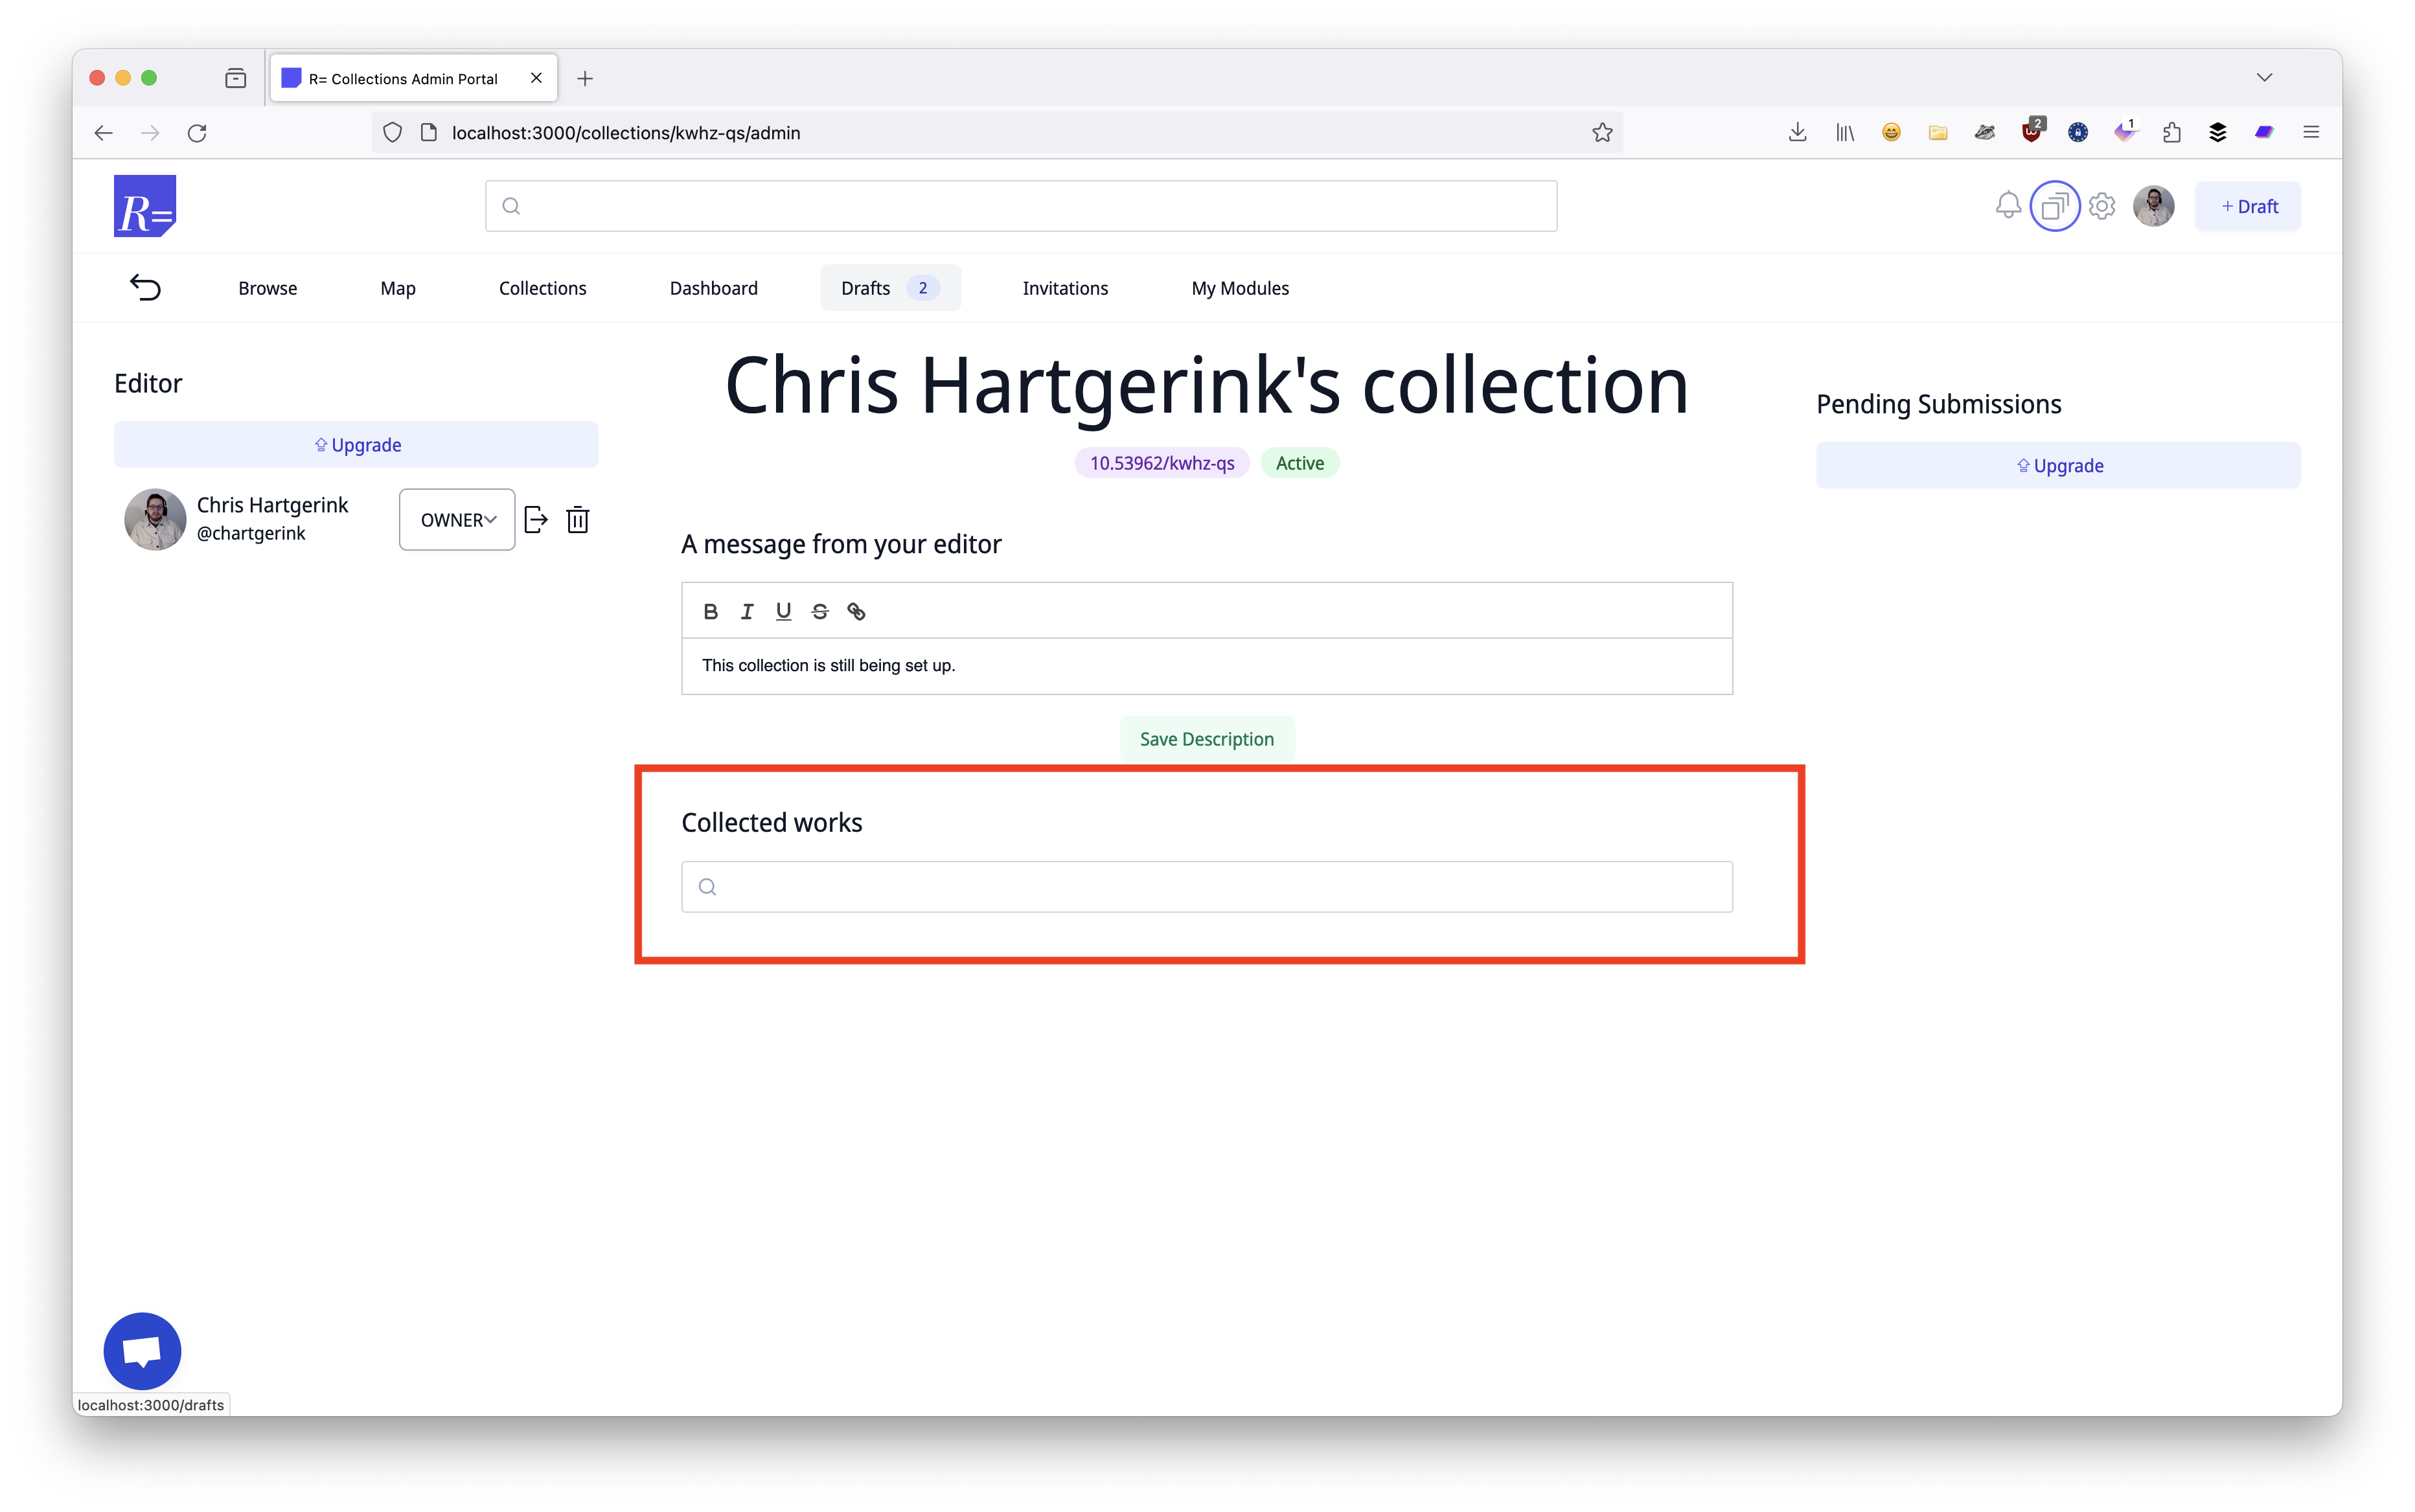 R= Collections Admin Portal
localhost:3000/collections/kwhz-qs/admin
2
1
R=
+ Draft
Browse
Map
Collections
Dashboard
Drafts 2
Invitations
My Modules
Editor
Upgrade
Chris Hartgerink
@chartgerink
OWNER
Chris Hartgerink's collection
10.53962/kwhz-qs
Active
A message from your editor
B I U S
This collection is still being set up.
Save Description
Collected works
Pending Submissions
Upgrade
localhost:3000/drafts